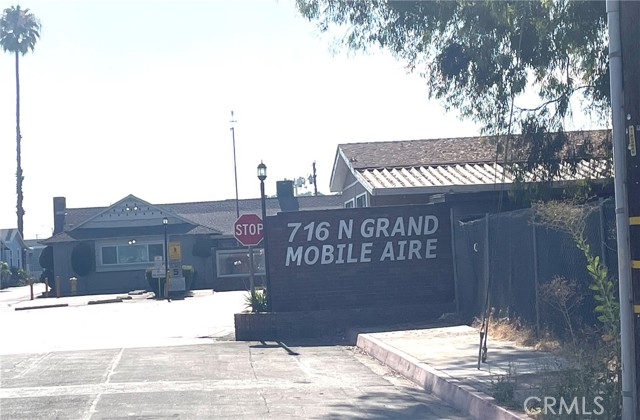 716 N GRAND
MOBILE AIRE
STOP
CRMLS